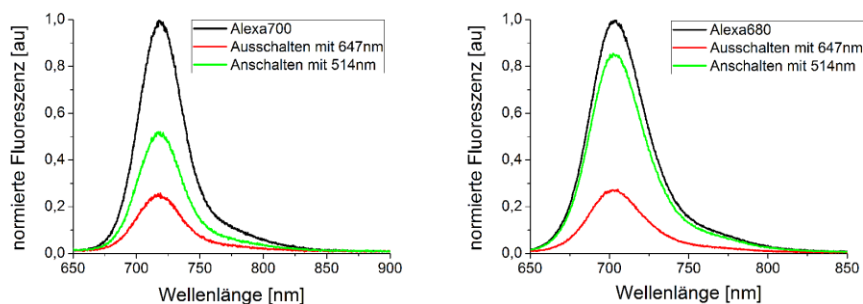 normierte Fluoreszenz [au]
1,0
0,8
0,6
0,4
0,2
0,0
Alexa700
Ausschalten mit 647nm
Anschalten mit 514nm
650 700 750 800 850 900
Wellenlänge [nm]
normierte Fluoreszenz [au]
1,0
0,8
0,6
0,4
0,2
0,0
Alexa680
Ausschalten mit 647nm
Anschalten mit 514nm
650 700 750 800 850
Wellenlänge [nm]